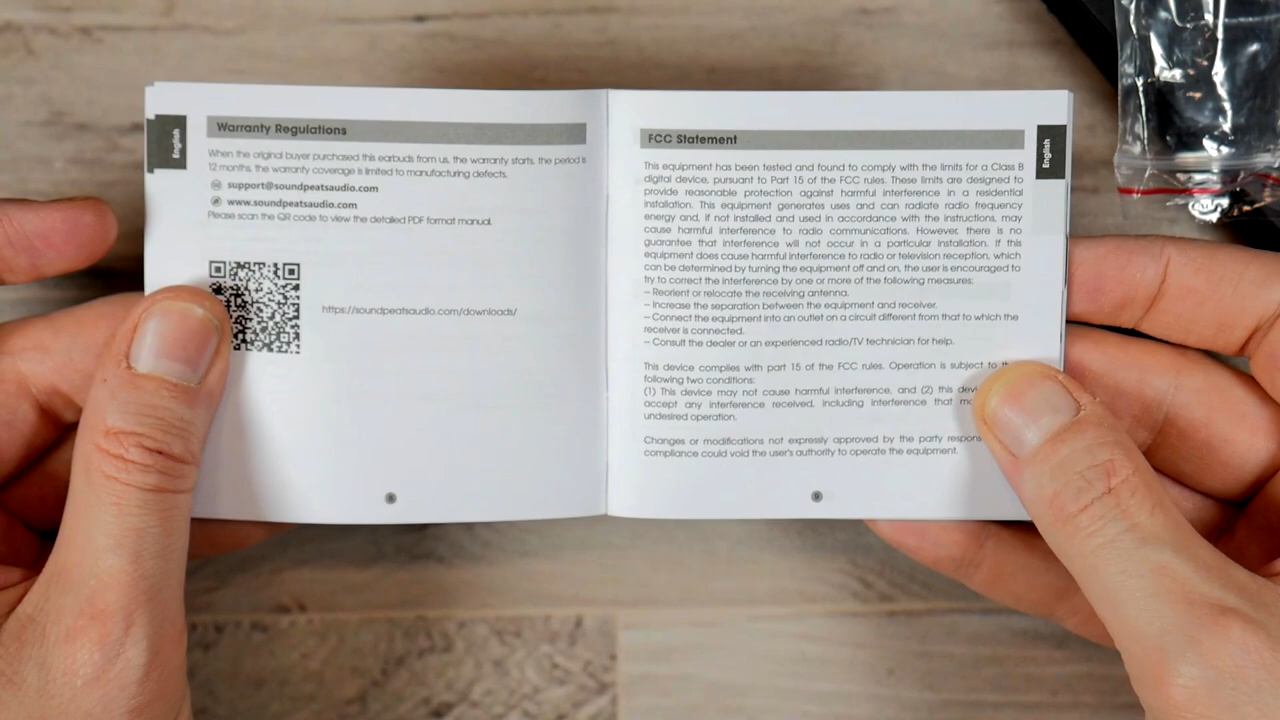 English
Warranty Regulations
When the original buyer purchased this earbuds from us, the warranty starts, the period is
12 months, the warranty coverage is limited to manufacturing defects.
support@soundpeatsaudio.com
www.soundpeatsaudio.com
Please scan the QR code to view the detailed PDF format manual.
https://soundpeatsaudio.com/downloads/
8
FCC Statement
English
This equipment has been tested and found to comply with the limits for a Class B
digital device, pursuant to Part 15 of the FCC rules. These limits are designed to
provide reasonable protection against harmful interference in a residential
installation. This equipment generates uses and can radiate radio frequency
energy and, if not installed and used in accordance with the instructions, may
cause harmful interference to radio communications. However, there is no
guarantee that interference will not occur in a particular installation. If this
equipment does cause harmful interference to radio or television reception, which
can be determined by turning the equipment off and on, the user is encouraged to
try to correct the interference by one or more of the following measures:
– Reorient or relocate the receiving antenna.
– Increase the separation between the equipment and receiver.
– Connect the equipment into an outlet on a circuit different from that to which the
receiver is connected.
– Consult the dealer or an experienced radio/TV technician for help.
This device complies with part 15 of the FCC rules. Operation is subject to
following two conditions:
(1) This device may not cause harmful interference, and (2) this
accept any interference received, including interference that
undesired operation.
Changes or modifications not expressly approved by the party
compliance could void the user's authority to operate the equipment.
9